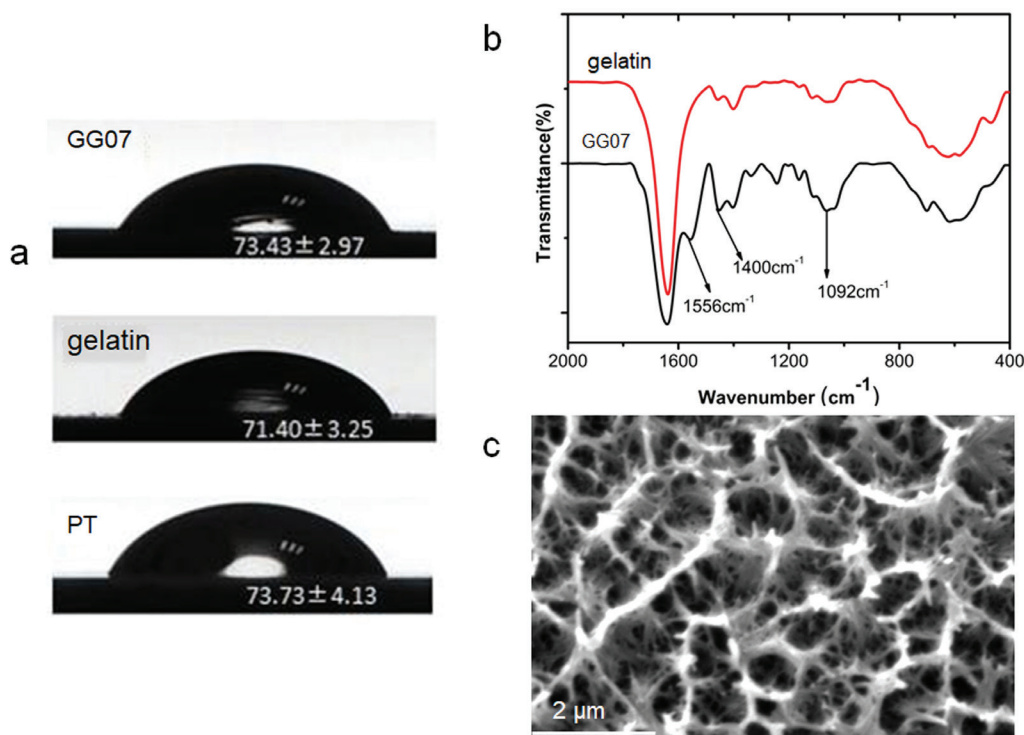 a
GG07
73.43±2.97
gelatin
71.40±3.25
PT
73.73±4.13
b
gelatin
GG07
1556cm⁻¹
1400cm⁻¹
1092cm⁻¹
Transmittance(%)
2000 1600 1200 800 400
Wavenumber (cm⁻¹)
c
2 μm